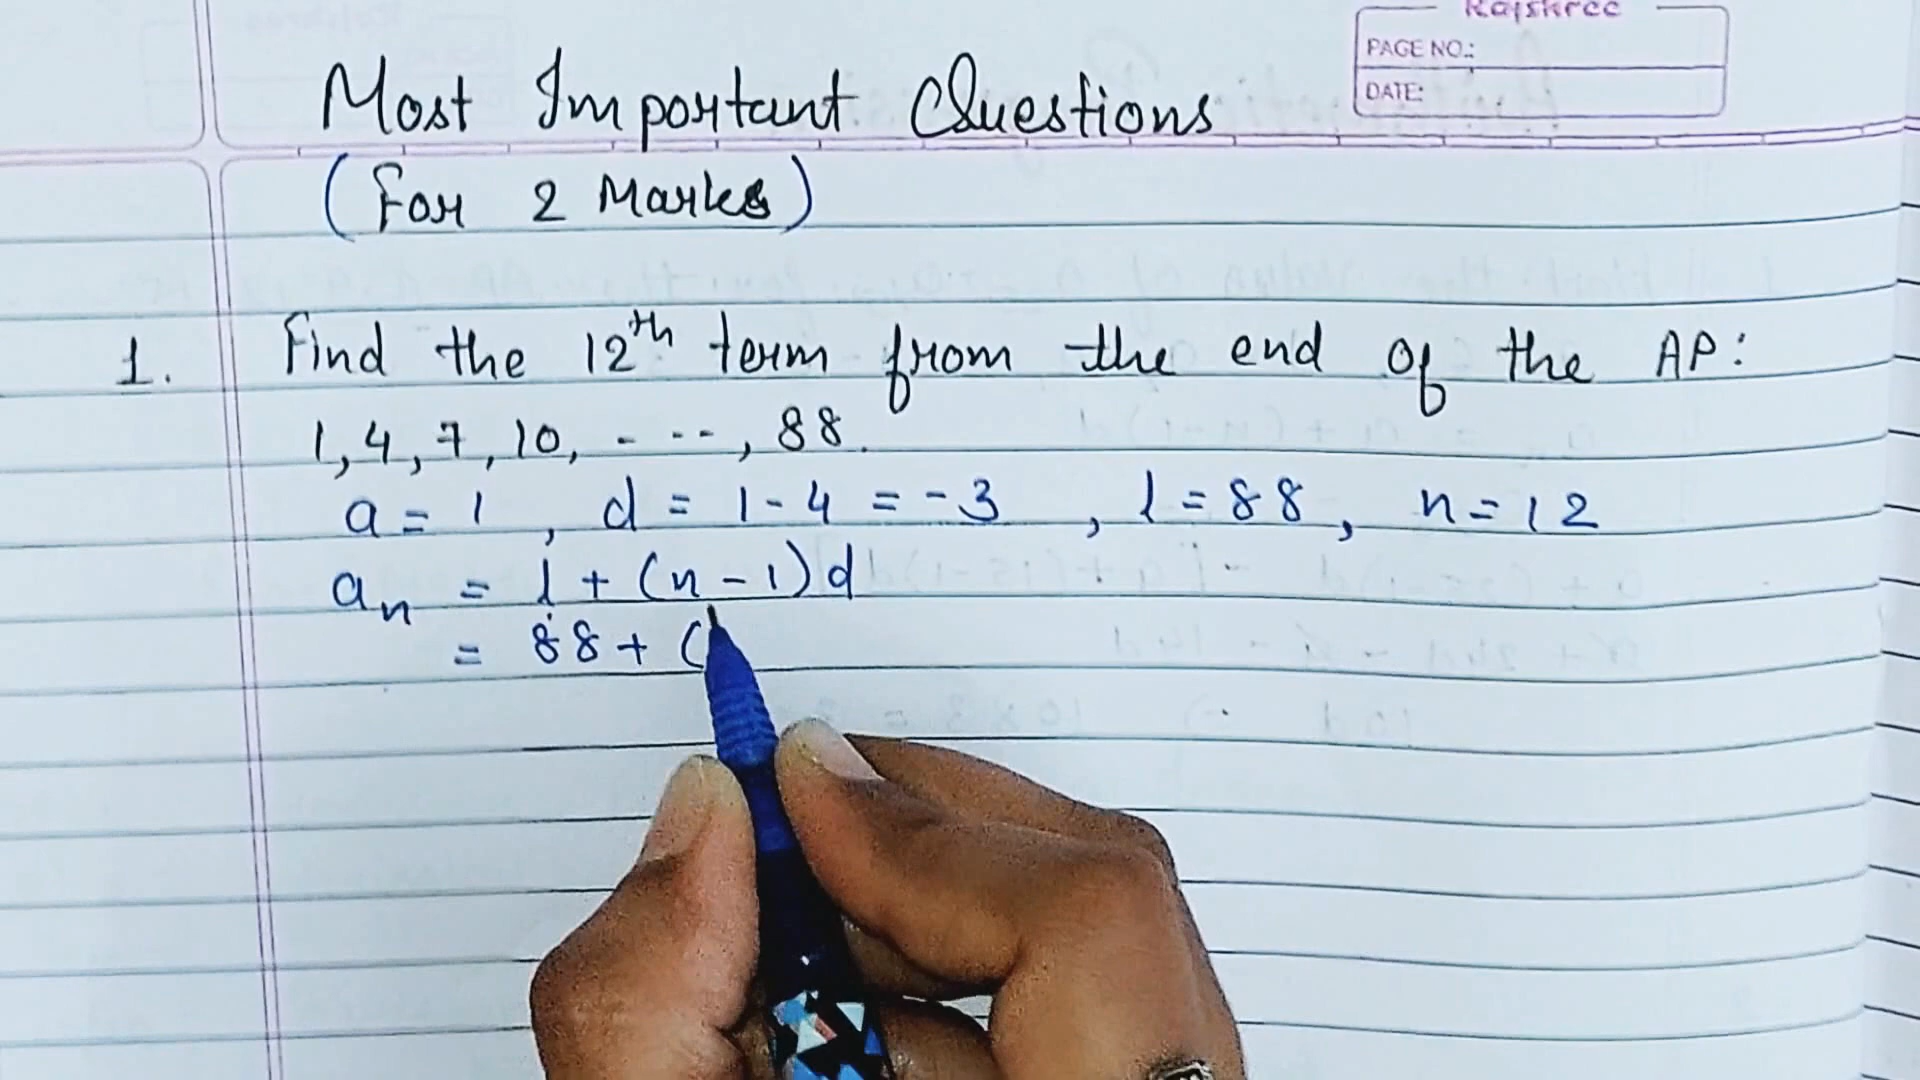 Rajshree
PAGE NO.:
DATE:
Most Important Questions
(For 2 Marks)
1. Find the 12th term from the end of the AP:
1, 4, 7, 10, - - - -, 88.
a = 1 , d = 1 - 4 = -3 , l = 88 , n = 12
an = l + (n - 1)d
= 88 + (